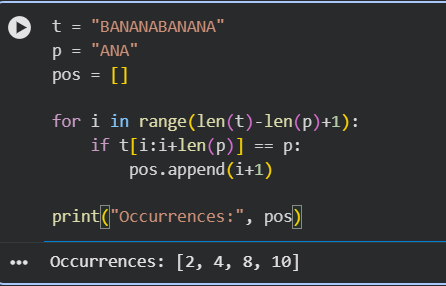 t = "BANANABANANA"
p = "ANA"
pos = []
for i in range(len(t)-len(p)+1):
    if t[i:i+len(p)] == p:
        pos.append(i+1)
print("Occurrences:", pos)
Occurrences: [2, 4, 8, 10]